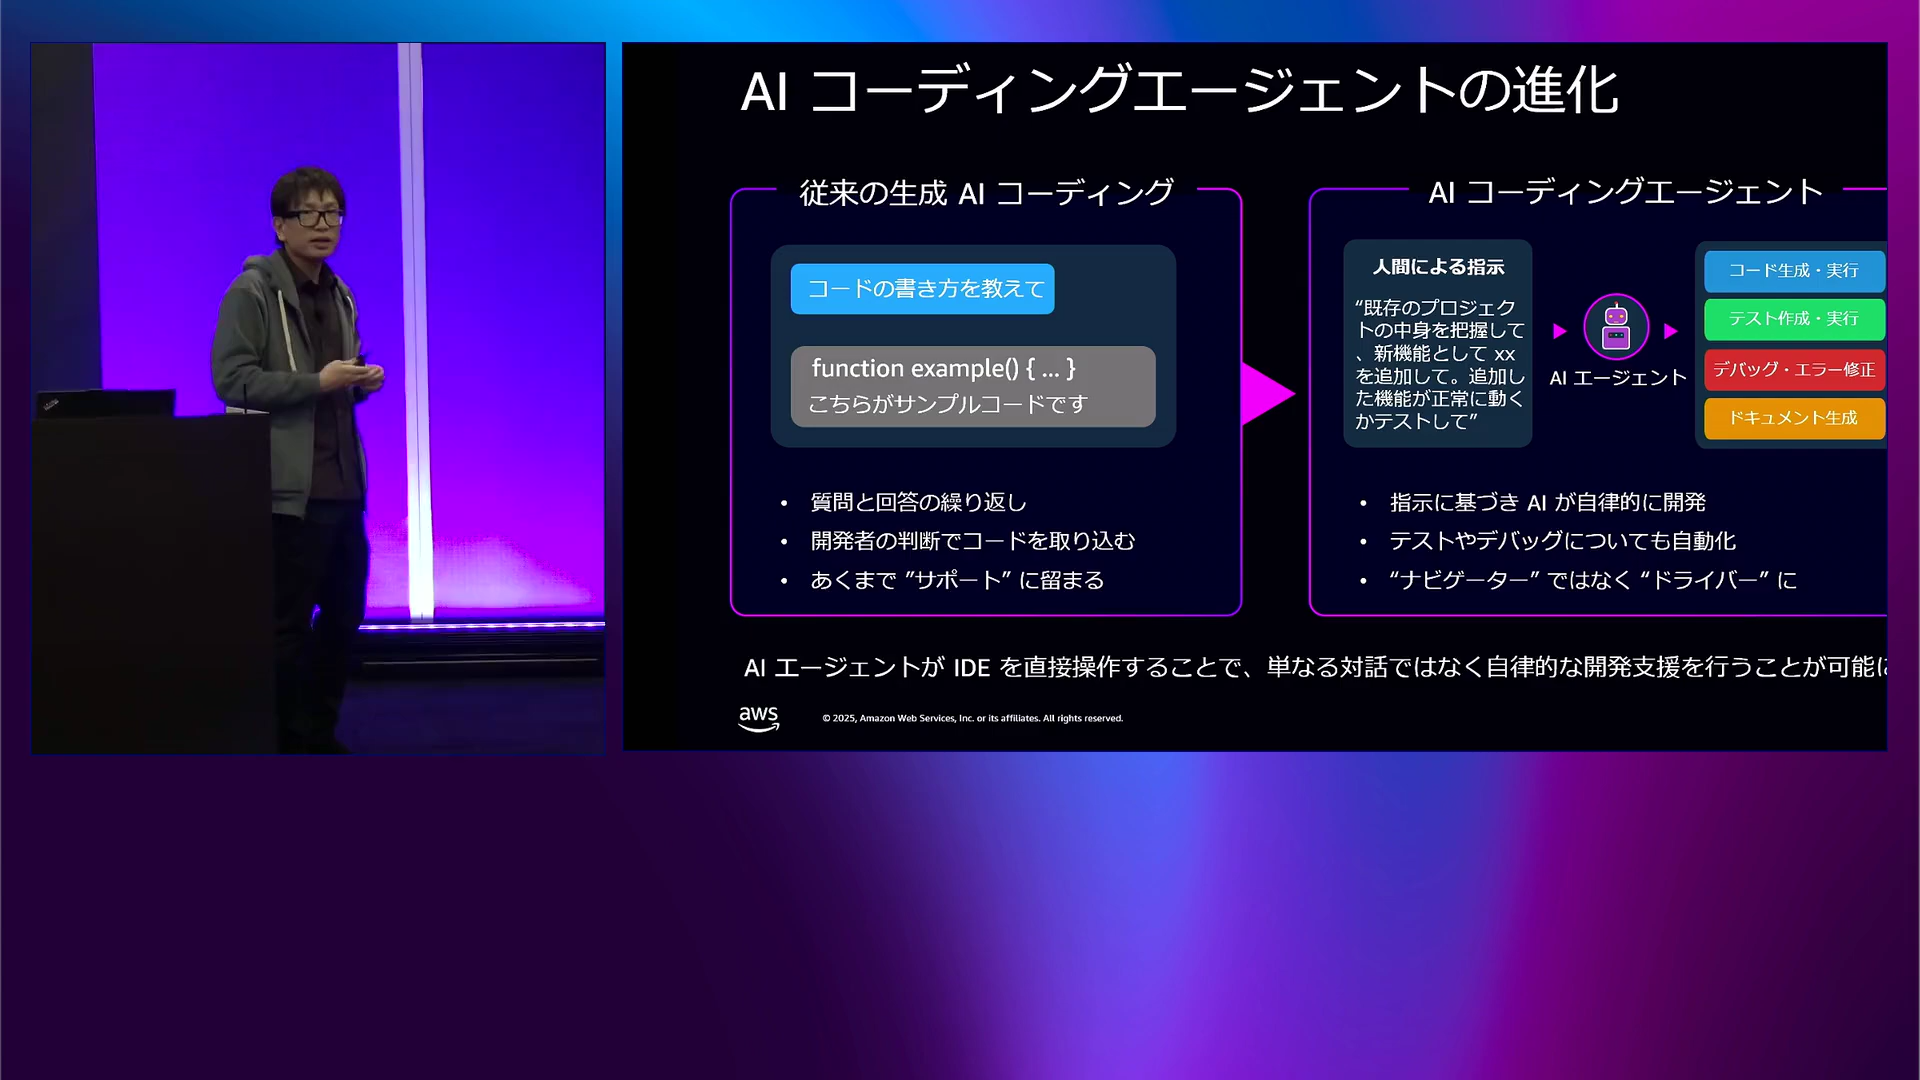 AI コーディングエージェントの進化
従来の生成 AI コーディング
コードの書き方を教えて
function example() { ... }
こちらがサンプルコードです
• 質問と回答の繰り返し
• 開発者の判断でコードを取り込む
• あくまで ”サポート” に留まる
AI コーディングエージェント
人間による指示
“既存のプロジェク
トの中身を把握して
、新機能として xx
を追加して。追加し
た機能が正常に動く
かテストして”
AI エージェント
コード生成・実行
テスト作成・実行
デバッグ・エラー修正
ドキュメント生成
• 指示に基づき AI が自律的に開発
• テストやデバッグについても自動化
• “ナビゲーター” ではなく “ドライバー” に
AI エージェントが IDE を直接操作することで、単なる対話ではなく自律的な開発支援を行うことが可能に
aws
© 2025, Amazon Web Services, Inc. or its affiliates. All rights reserved.